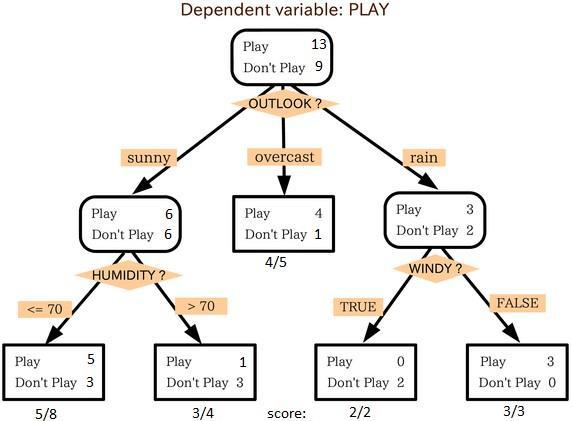 Dependent variable: PLAY
Play 13
Don't Play 9
OUTLOOK ?
sunny overcast rain
Play 6
Don't Play 6
Play 4
Don't Play 1
4/5
Play 3
Don't Play 2
HUMIDITY ?
WINDY ?
<= 70 > 70 TRUE FALSE
Play 5
Don't Play 3
Play 1
Don't Play 3
Play 0
Don't Play 2
Play 3
Don't Play 0
5/8 3/4 score: 2/2 3/3